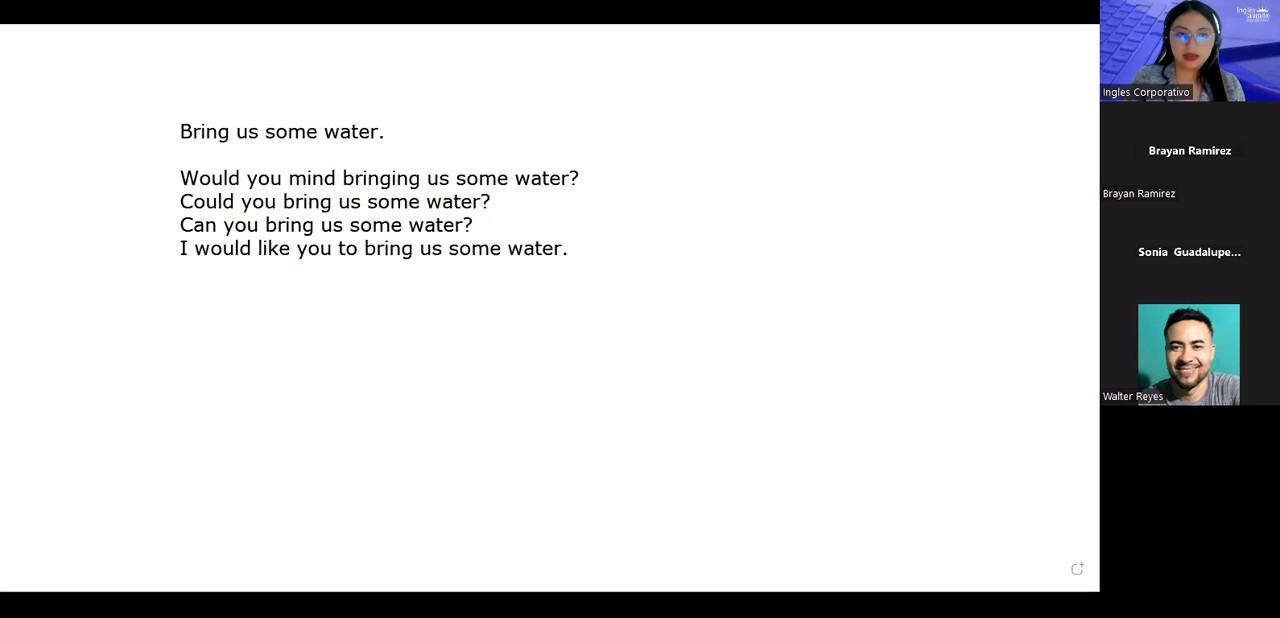 Bring us some water.
Would you mind bringing us some water?
Could you bring us some water?
Can you bring us some water?
I would like you to bring us some water.
Ingles Corporativo
Brayan Ramirez
Brayan Ramirez
Sonia Guadalupe...
Walter Reyes